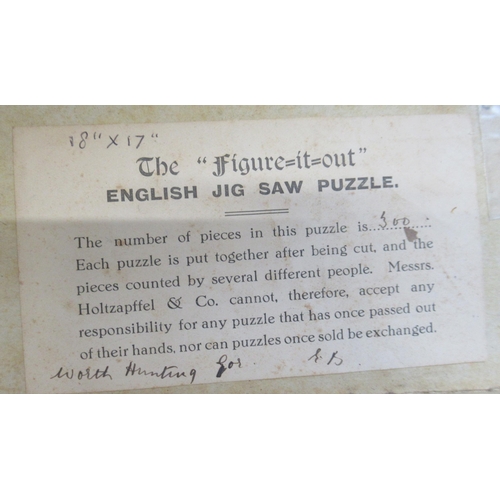 18" x 17"
The "Figure=it=out"
ENGLISH JIG SAW PUZZLE.
The number of pieces in this puzzle is...300...
Each puzzle is put together after being cut, and the
pieces counted by several different people. Messrs.
Holtzapffel & Co. cannot, therefore, accept any
responsibility for any puzzle that has once passed out
of their hands, nor can puzzles once sold be exchanged.
Worth Hunting for.